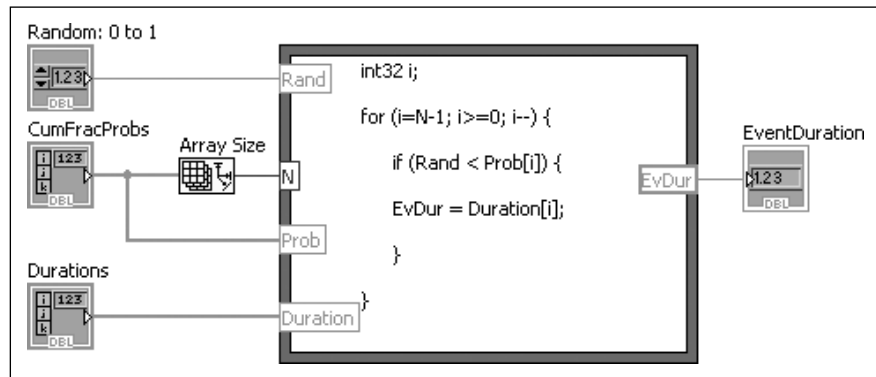 Random: 0 to 1
1.23
DBL
CumFracProbs
i 123
j
k
DBL
Array Size
Durations
i 123
j
k
DBL
Rand
N
Prob
Duration
int32 i;
for (i=N-1; i>=0; i--) {
if (Rand < Prob[i]) {
EvDur = Duration[i];
}
}
EvDur
EventDuration
1.23
DBL